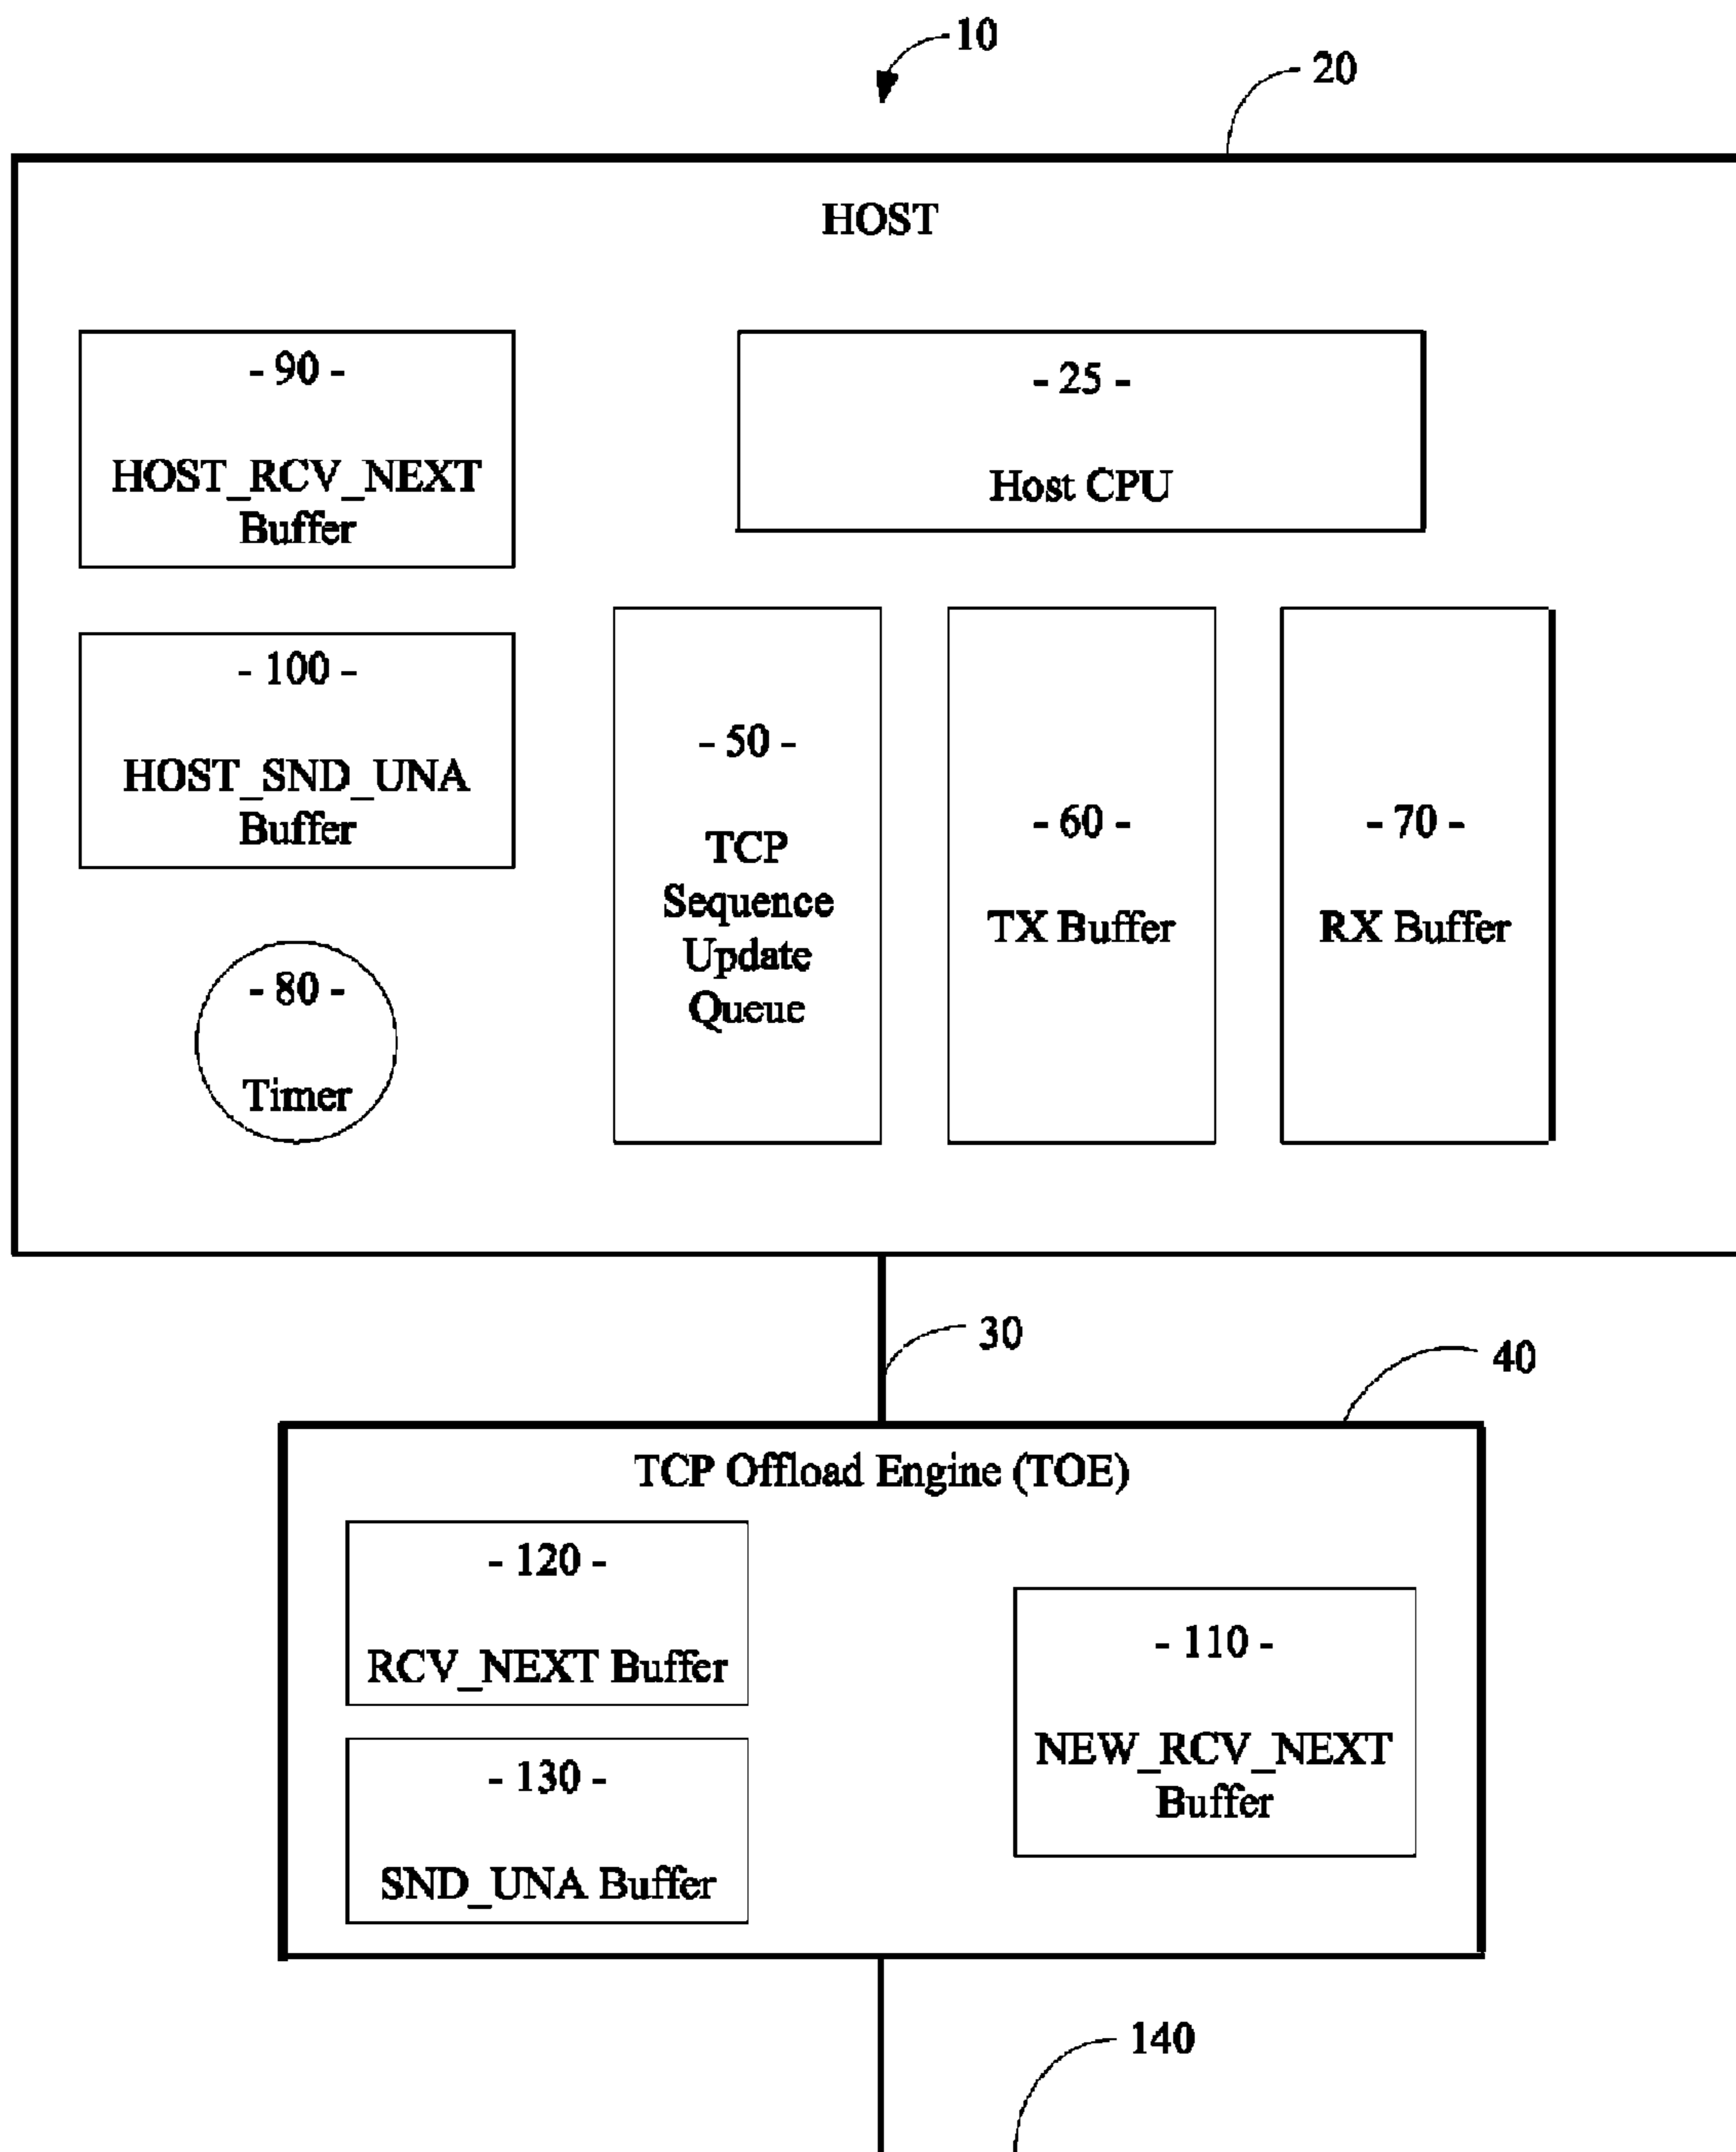 -10
- 20
HOST
- 90 -
HOST_RCV_NEXT
Buffer
- 25 -
Host CPU
- 100 -
HOST_SND_UNA
Buffer
- 50 -
TCP
Sequence
Update
Queue
- 60 -
TX Buffer
- 70 -
RX Buffer
- 80 -
Timer
30
40
TCP Offload Engine (TOE)
- 120 -
RCV_NEXT Buffer
- 110 -
NEW_RCV_NEXT
Buffer
- 130 -
SND_UNA Buffer
140